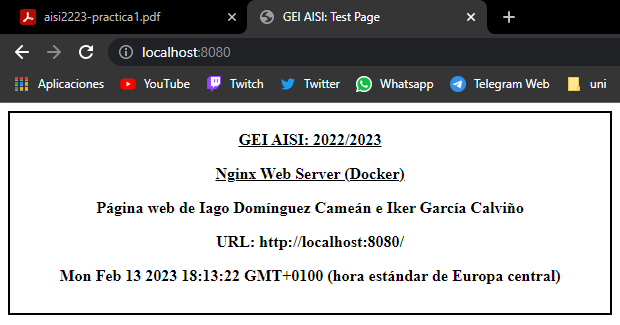 aisi2223-practica1.pdf
GEI AISI: Test Page
localhost:8080
Aplicaciones
YouTube
Twitch
Twitter
Whatsapp
Telegram Web
uni
GEI AISI: 2022/2023
Nginx Web Server (Docker)
Página web de Iago Domínguez Cameán e Iker García Calviño
URL: http://localhost:8080/
Mon Feb 13 2023 18:13:22 GMT+0100 (hora estándar de Europa central)